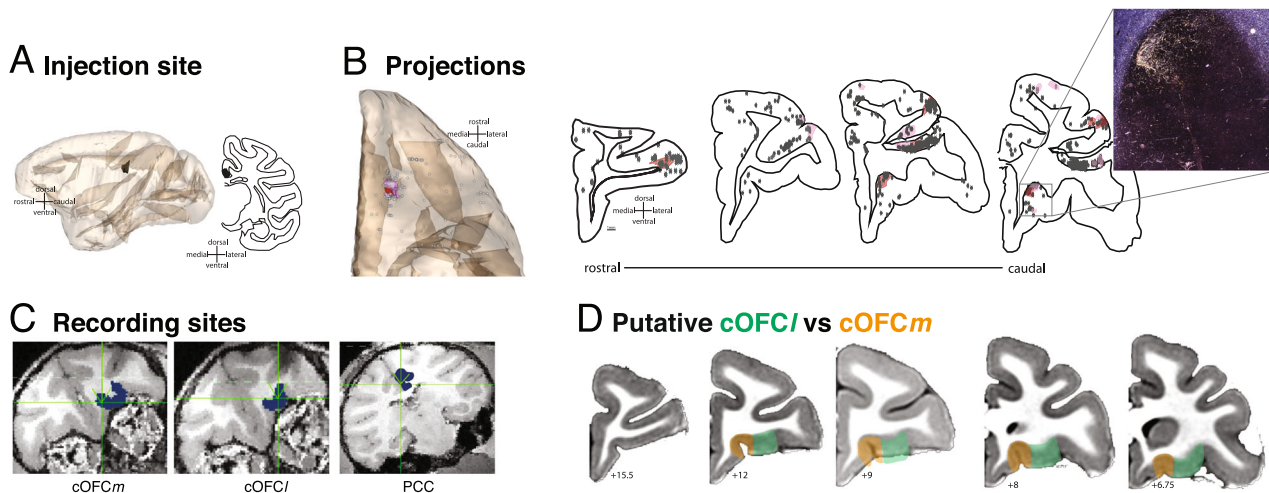 A Injection site
dorsal
rostral caudal
ventral
dorsal
medial lateral
ventral
B Projections
rostral
medial lateral
caudal
dorsal
medial lateral
ventral
rostral
caudal
C Recording sites
cOFCm
cOFCl
PCC
D Putative cOFCl vs cOFCm
+15.5
+12
+9
+8
+6.75